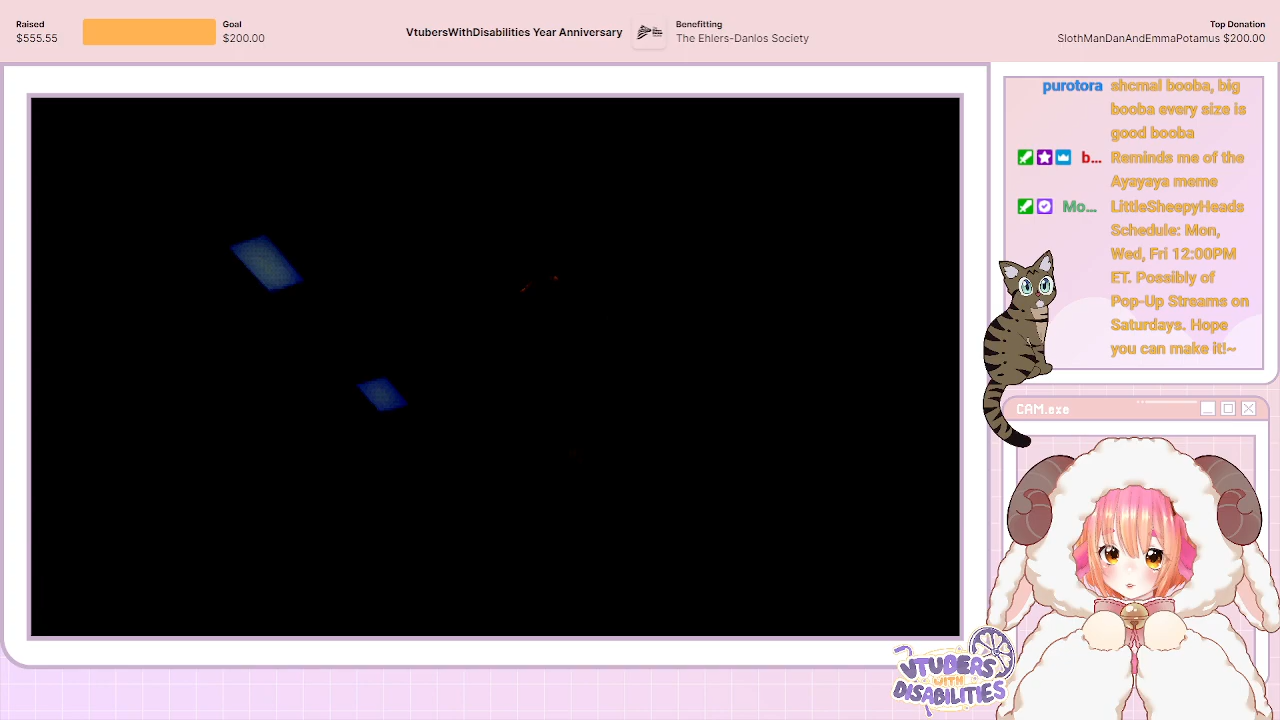 Raised
$555.55
Goal
$200.00
VtubersWithDisabilities Year Anniversary
Benefitting
The Ehlers-Danlos Society
Top Donation
SlothManDanAndEmmaPotamus $200.00
purotora shcmal booba, big
booba every size is
good booba
b... Reminds me of the
Ayayaya meme
Mo... LittleSheepyHeads
Schedule: Mon,
Wed, Fri 12:00PM
ET. Possibly of
Pop-Up Streams on
Saturdays. Hope
you can make it!~
CAM.exe
VTUBERS
WITH
DISABILITIES